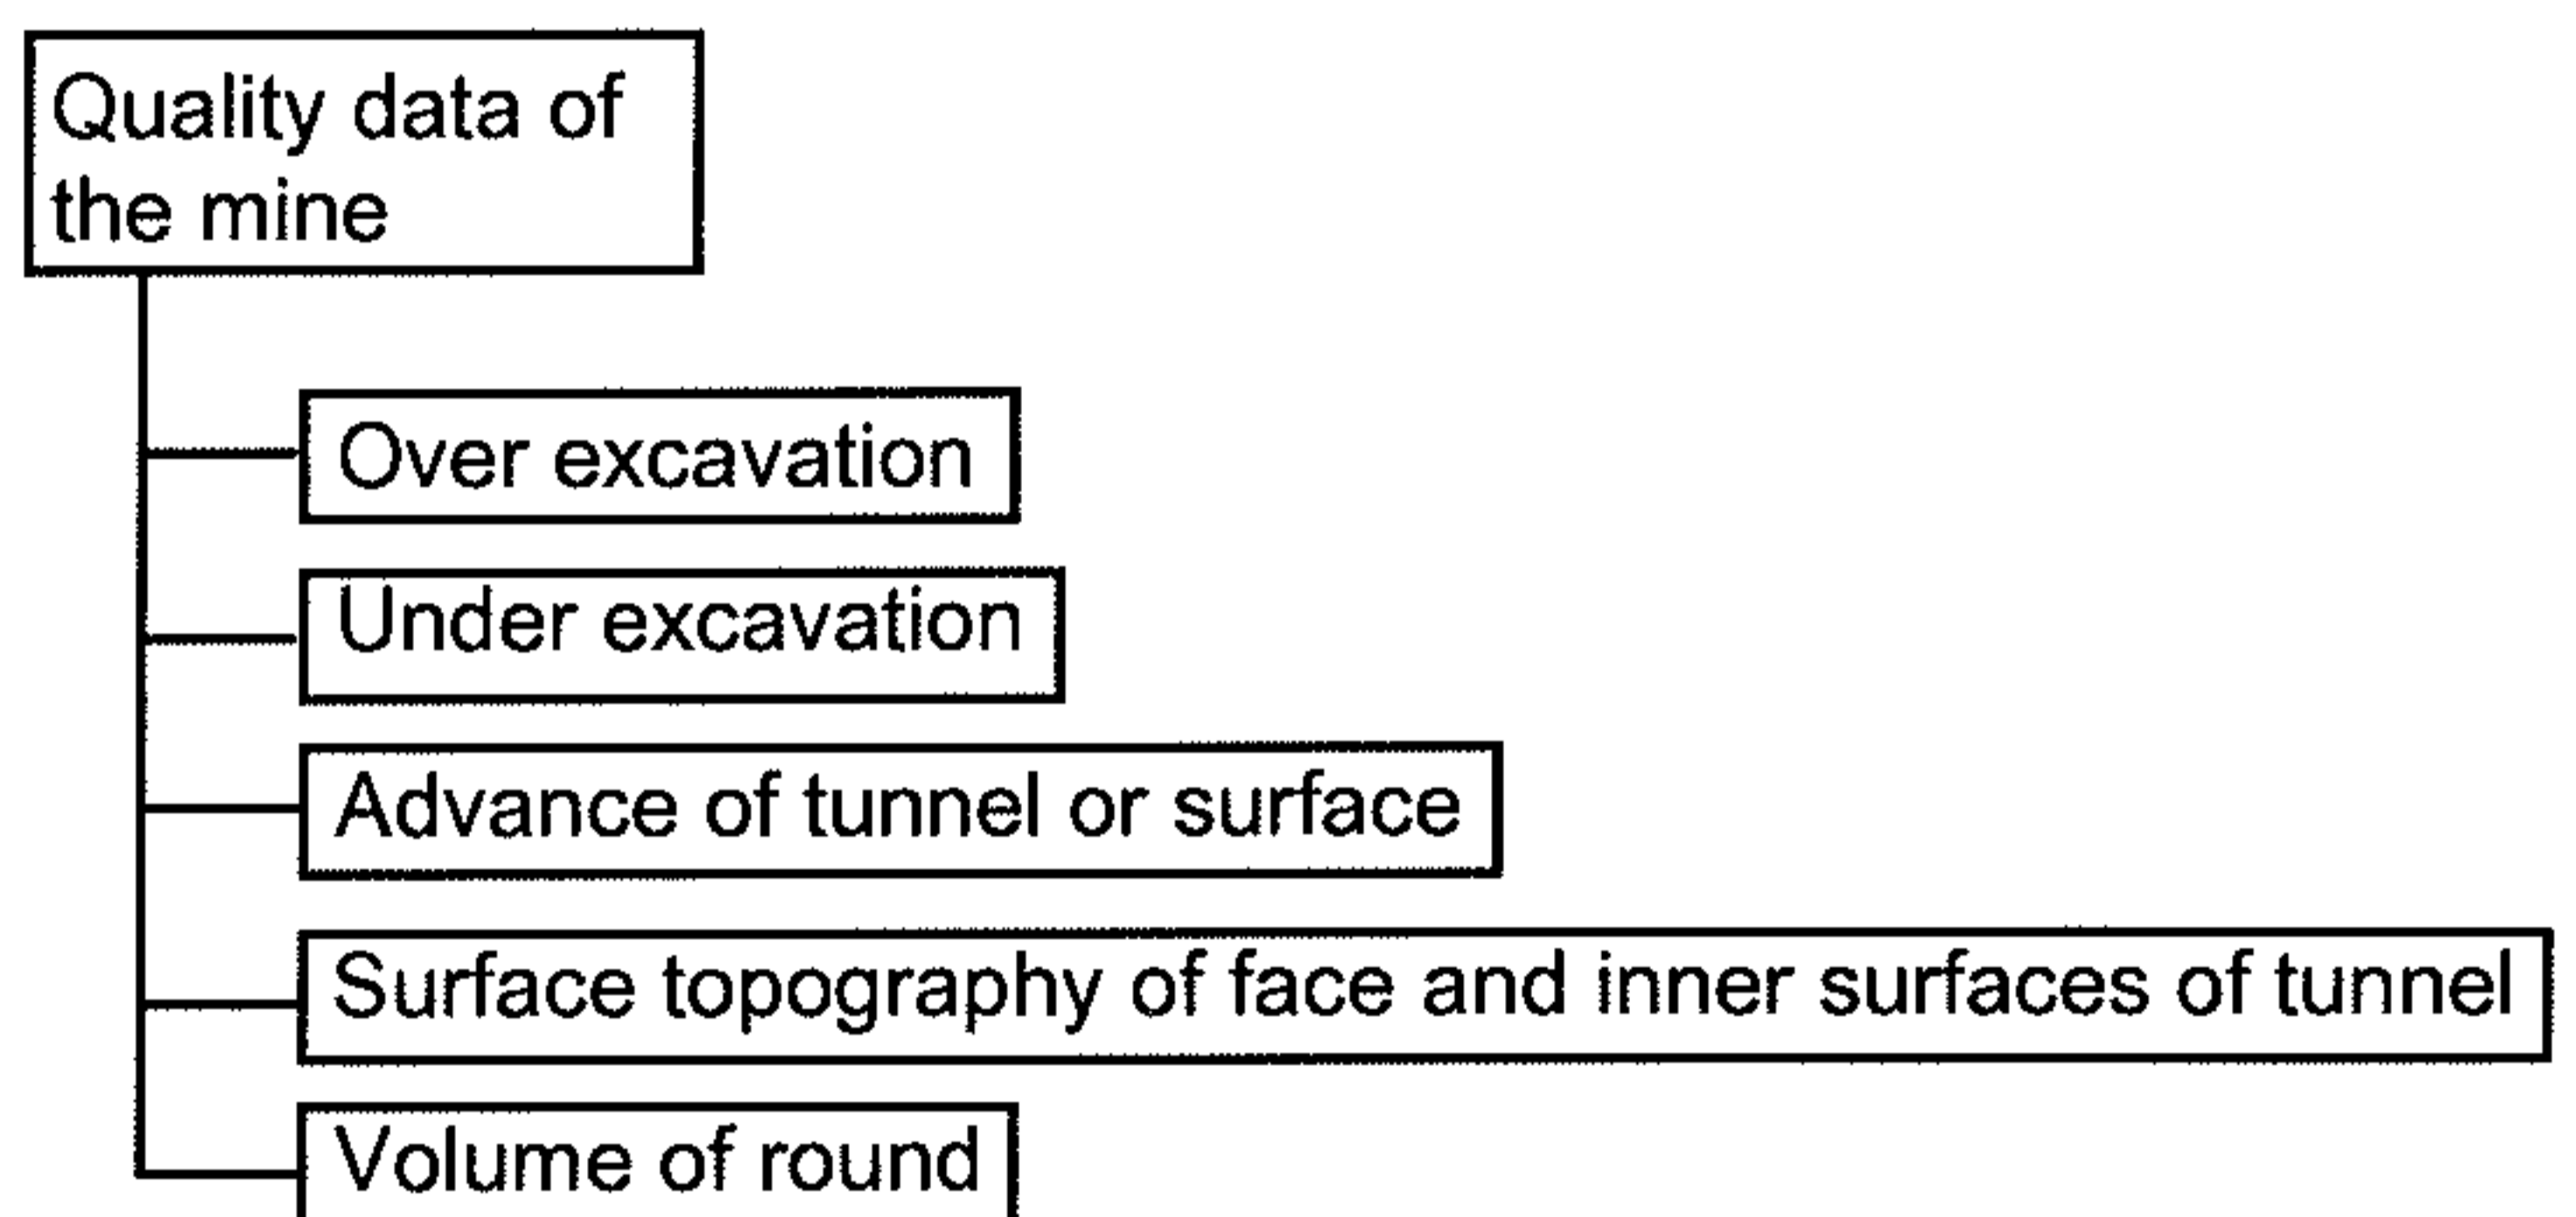 Quality data of
the mine
Over excavation
Under excavation
Advance of tunnel or surface
Surface topography of face and inner surfaces of tunnel
Volume of round